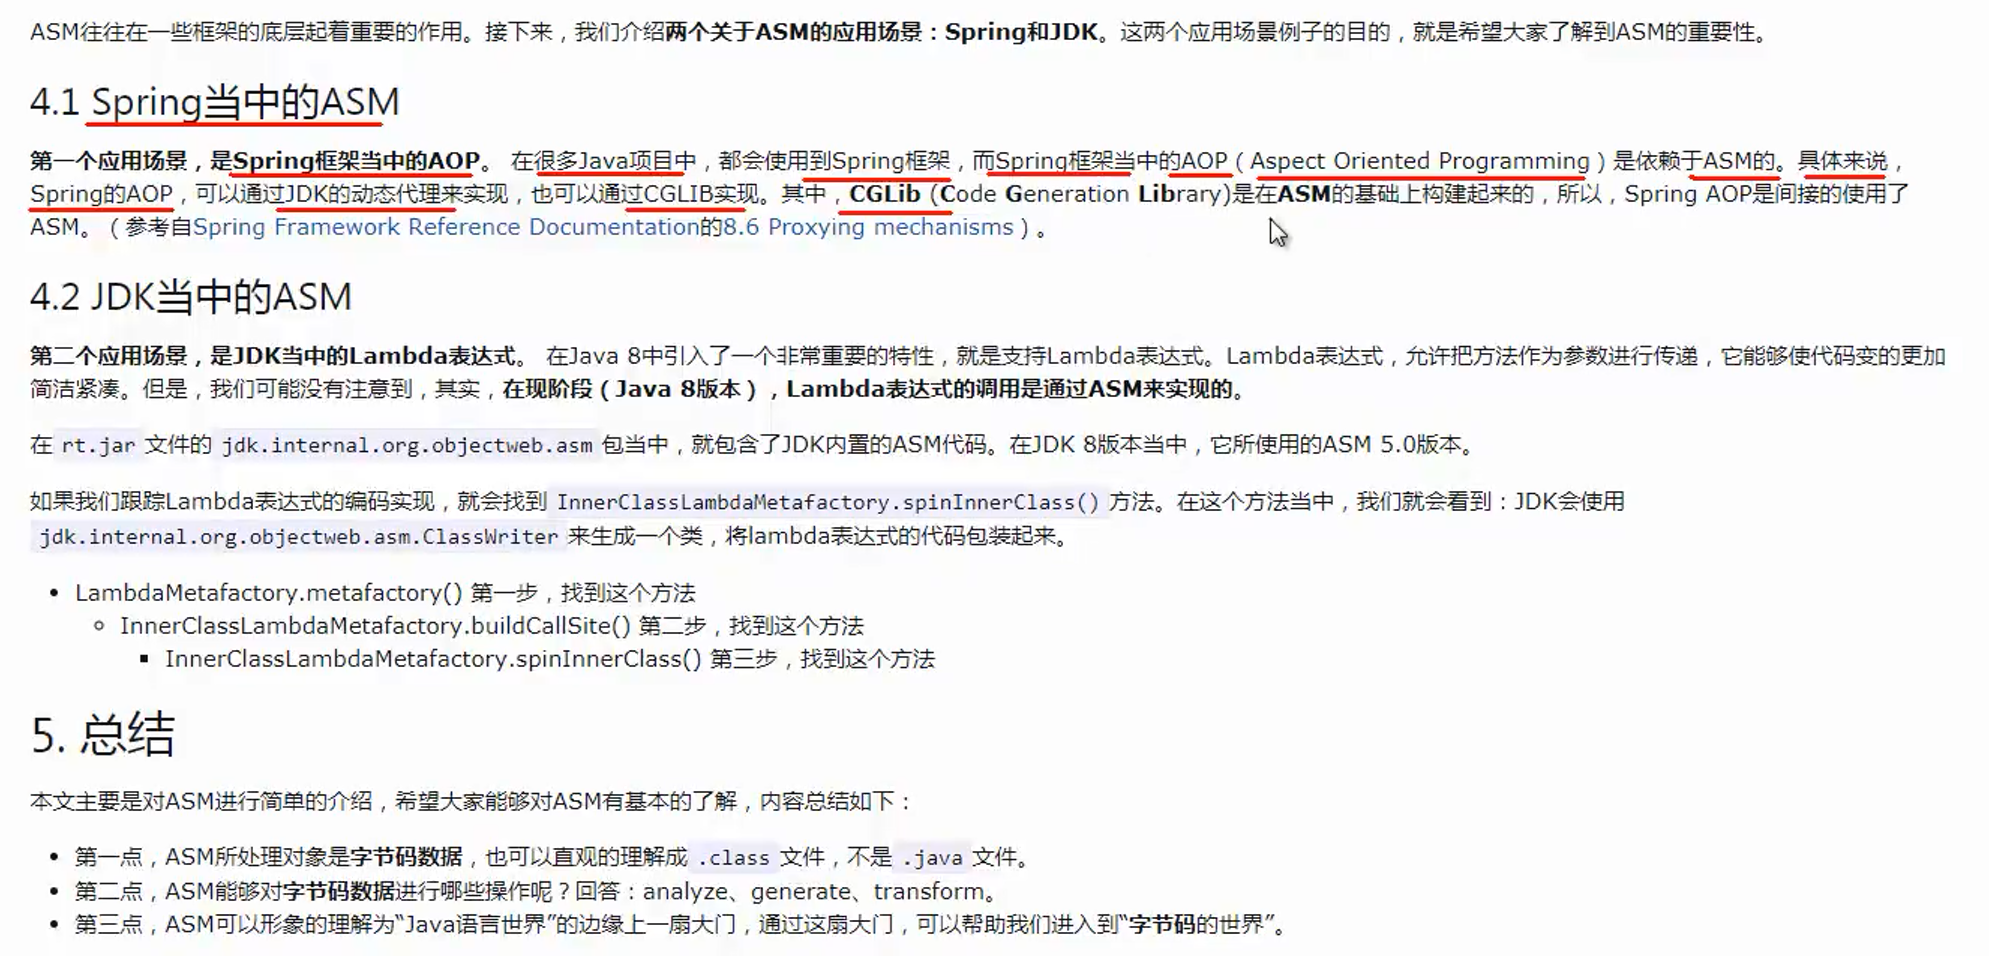 ASM往往在一些框架的底层起着重要的作用。接下来，我们介绍两个关于ASM的应用场景：Spring和JDK。这两个应用场景例子的目的，就是希望大家了解到ASM的重要性。
4.1 Spring当中的ASM
第一个应用场景，是Spring框架当中的AOP。 在很多Java项目中，都会使用到Spring框架，而Spring框架当中的AOP（Aspect Oriented Programming）是依赖于ASM的。具体来说，
Spring的AOP，可以通过JDK的动态代理来实现，也可以通过CGLIB实现。其中，CGLib (Code Generation Library)是在ASM的基础上构建起来的，所以，Spring AOP是间接的使用了
ASM。（参考自Spring Framework Reference Documentation的8.6 Proxying mechanisms）。
4.2 JDK当中的ASM
第二个应用场景，是JDK当中的Lambda表达式。 在Java 8中引入了一个非常重要的特性，就是支持Lambda表达式。Lambda表达式，允许把方法作为参数进行传递，它能够使代码变的更加
简洁紧凑。但是，我们可能没有注意到，其实，在现阶段（Java 8版本），Lambda表达式的调用是通过ASM来实现的。
在 rt.jar 文件的 jdk.internal.org.objectweb.asm 包当中，就包含了JDK内置的ASM代码。在JDK 8版本当中，它所使用的ASM 5.0版本。
如果我们跟踪Lambda表达式的编码实现，就会找到 InnerClassLambdaMetafactory.spinInnerClass() 方法。在这个方法当中，我们就会看到：JDK会使用
jdk.internal.org.objectweb.asm.ClassWriter 来生成一个类，将lambda表达式的代码包装起来。
• LambdaMetafactory.metafactory() 第一步，找到这个方法
◦ InnerClassLambdaMetafactory.buildCallSite() 第二步，找到这个方法
▪ InnerClassLambdaMetafactory.spinInnerClass() 第三步，找到这个方法
5. 总结
本文主要是对ASM进行简单的介绍，希望大家能够对ASM有基本的了解，内容总结如下：
• 第一点，ASM所处理对象是字节码数据，也可以直观的理解成 .class 文件，不是 .java 文件。
• 第二点，ASM能够对字节码数据进行哪些操作呢？回答：analyze、generate、transform。
• 第三点，ASM可以形象的理解为“Java语言世界”的边缘上一扇大门，通过这扇大门，可以帮助我们进入到“字节码的世界”。